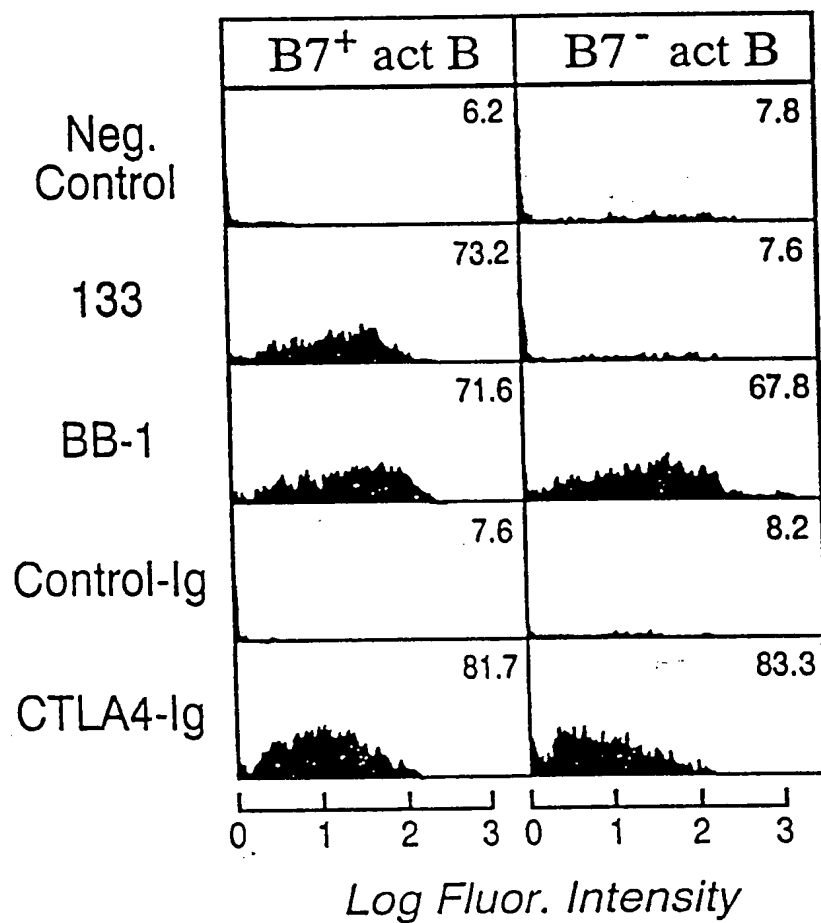 B7⁺ act B B7⁻ act B
Neg. Control 6.2 7.8
133 73.2 7.6
BB-1 71.6 67.8
Control-Ig 7.6 8.2
CTLA4-Ig 81.7 83.3
0 1 2 3 0 1 2 3
Log Fluor. Intensity